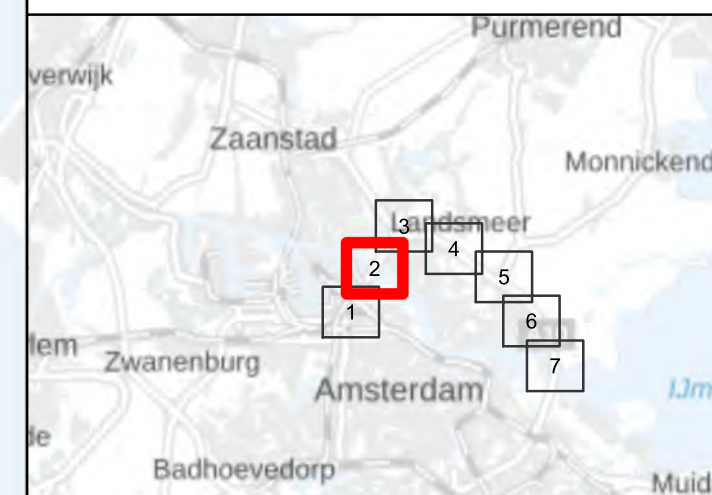 Purmerend
verwijk
Zaanstad
Monnickend
3
Landsmeer
4
2
5
1
6
7
lem
Zwanenburg
Amsterdam
IJm
de
Badhoevedorp
Muid